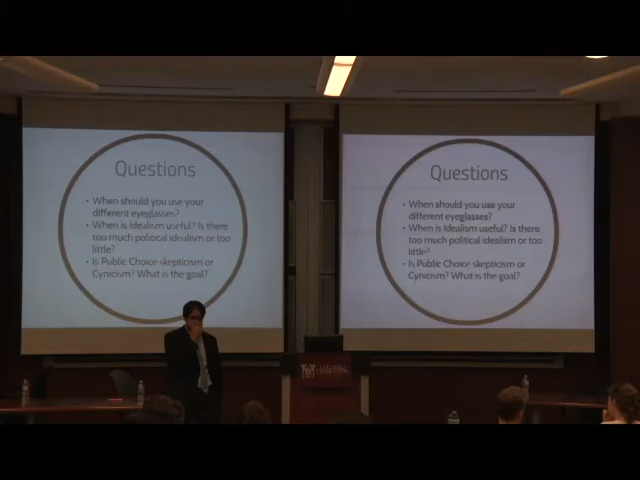 Questions
• When should you use your
different eyeglasses?
• When is Idealism useful? Is there
too much political idealism or too
little?
• Is Public Choice skepticism or
Cynicism? What is the goal?
Questions
• When should you use your
different eyeglasses?
• When is Idealism useful? Is there
too much political idealism or too
little?
• Is Public Choice skepticism or
Cynicism? What is the goal?